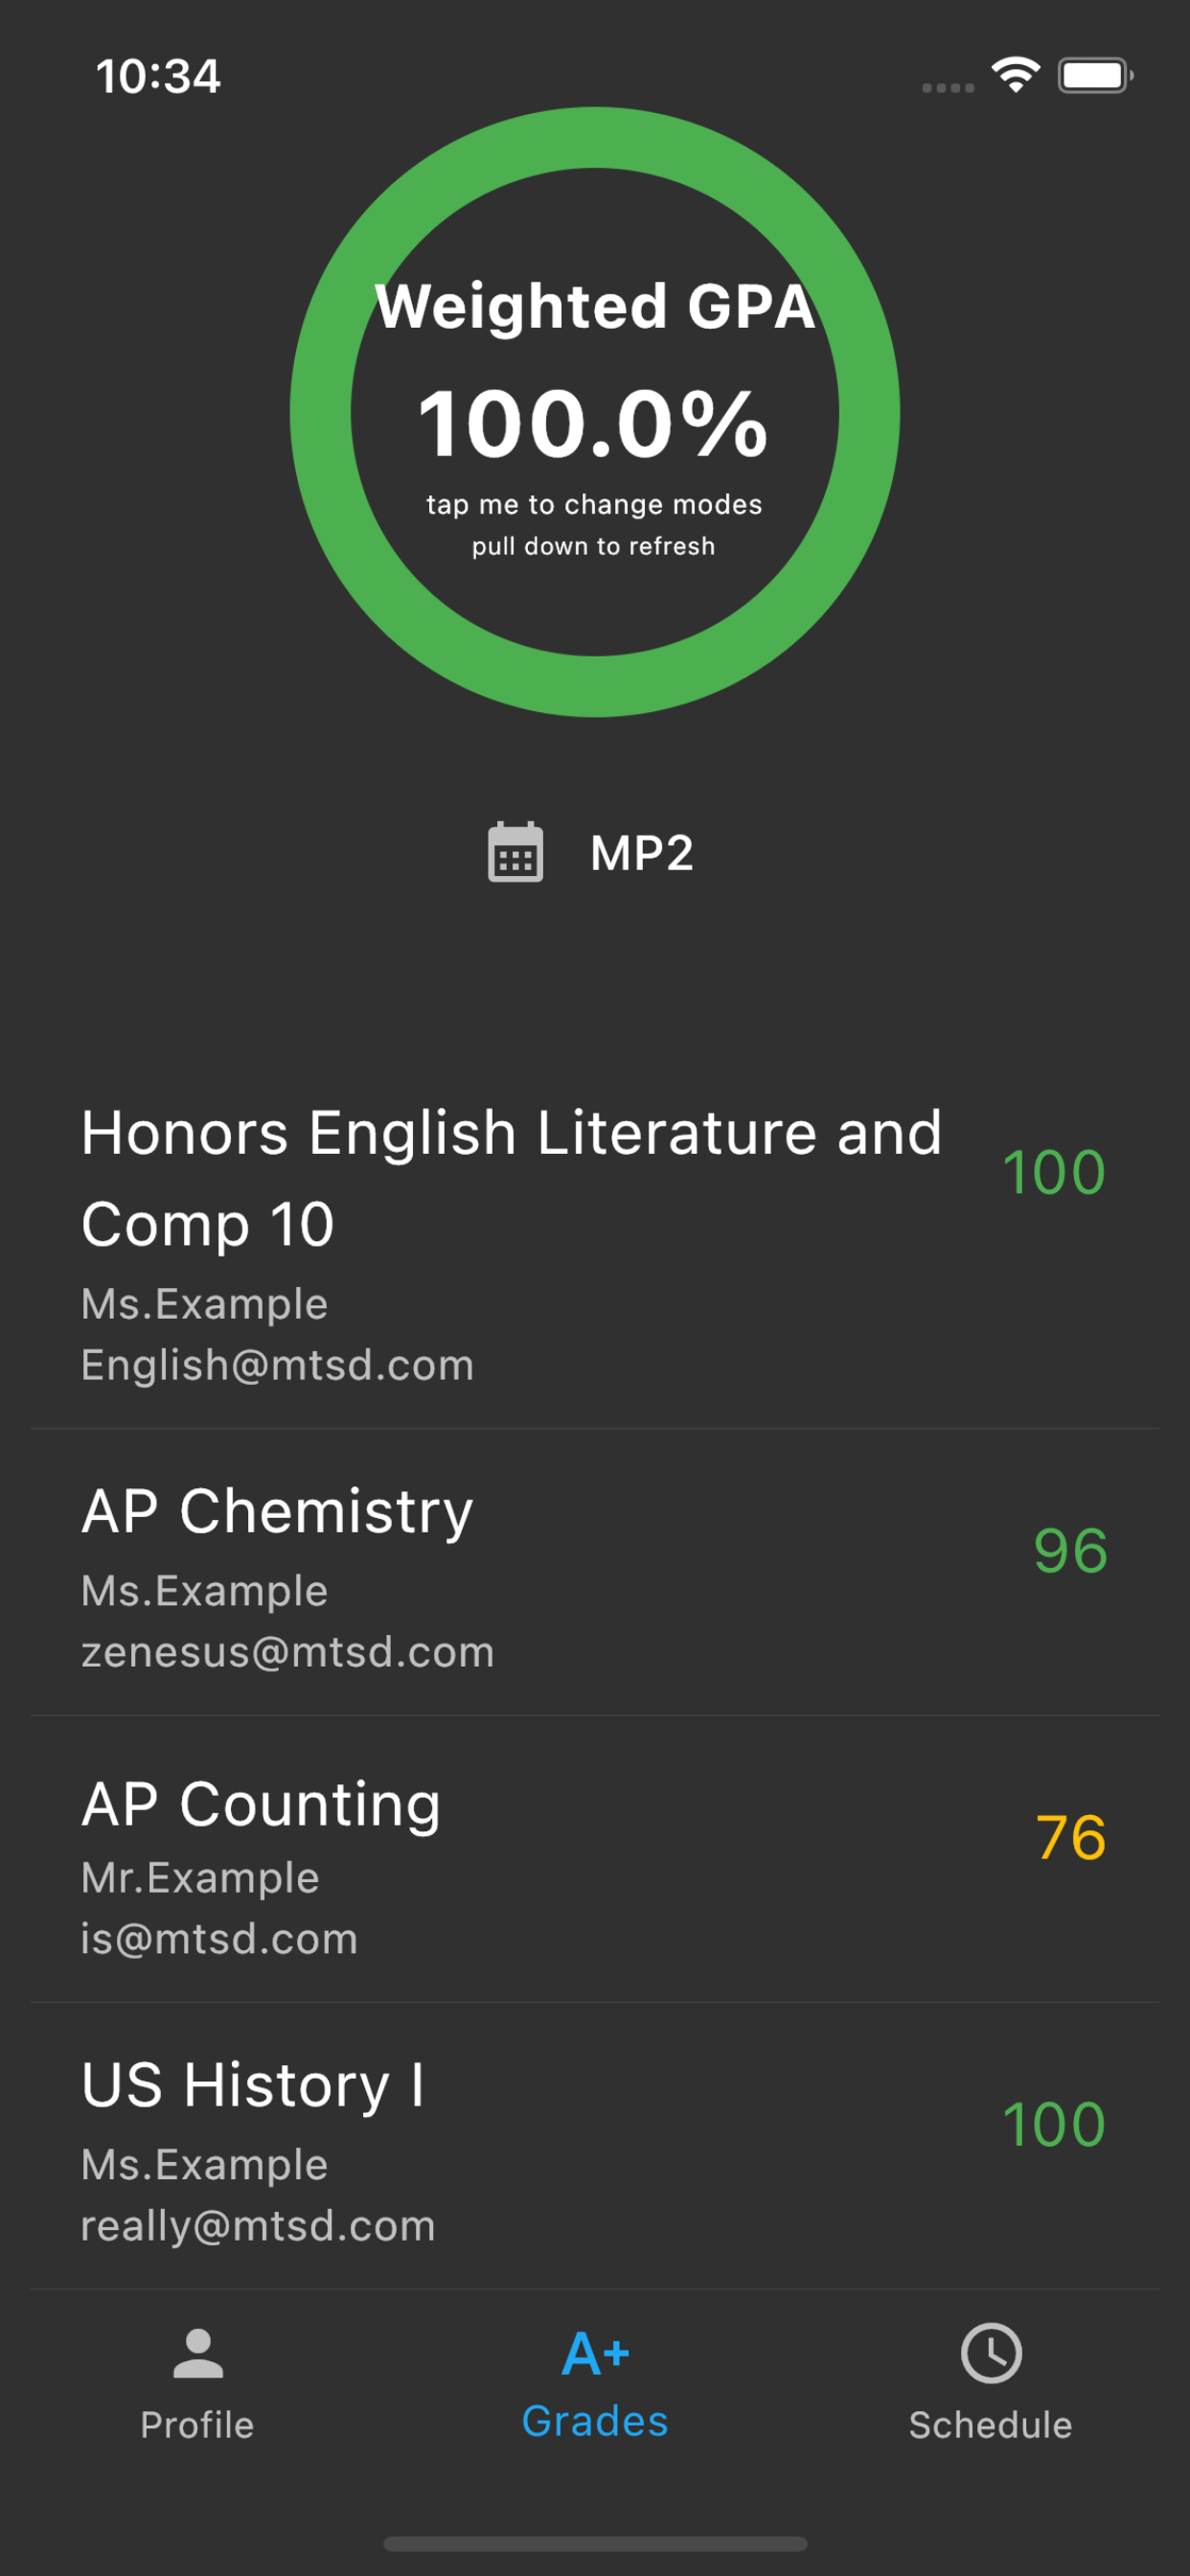 10:34
Weighted GPA
100.0%
tap me to change modes
pull down to refresh
MP2
Honors English Literature and
Comp 10
100
Ms.Example
English@mtsd.com
AP Chemistry
96
Ms.Example
zenesus@mtsd.com
AP Counting
76
Mr.Example
is@mtsd.com
US History I
100
Ms.Example
really@mtsd.com
A+
Profile
Grades
Schedule